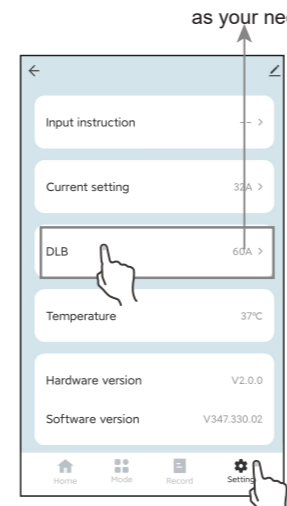 as your
Input instruction -- >
Current setting 32A >
DLB 60A >
Temperature 37℃
Hardware version V2.0.0
Software version V347.330.02
Home Mode Record Setting